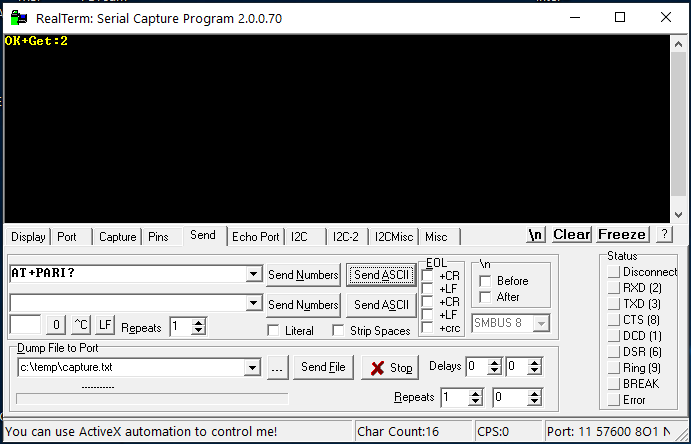 RealTerm: Serial Capture Program 2.0.0.70
OK+Get:2
Display Port Capture Pins Send Echo Port I2C I2C-2 I2CMisc Misc \n Clear Freeze ?
AT+PARI? Send Numbers Send ASCII
Send Numbers Send ASCII
0 ^C LF Repeats 1 Literal Strip Spaces
EOL
+CR
+LF
+CR
+LF
+crc
\n
Before
After
SMBUS 8
Dump File to Port
c:\temp\capture.txt ... Send File Stop Delays 0 0
Repeats 1 0
Status
Disconnect
RXD (2)
TXD (3)
CTS (8)
DCD (1)
DSR (6)
Ring (9)
BREAK
Error
You can use ActiveX automation to control me! Char Count:16 CPS:0 Port: 11 57600 8O1 N